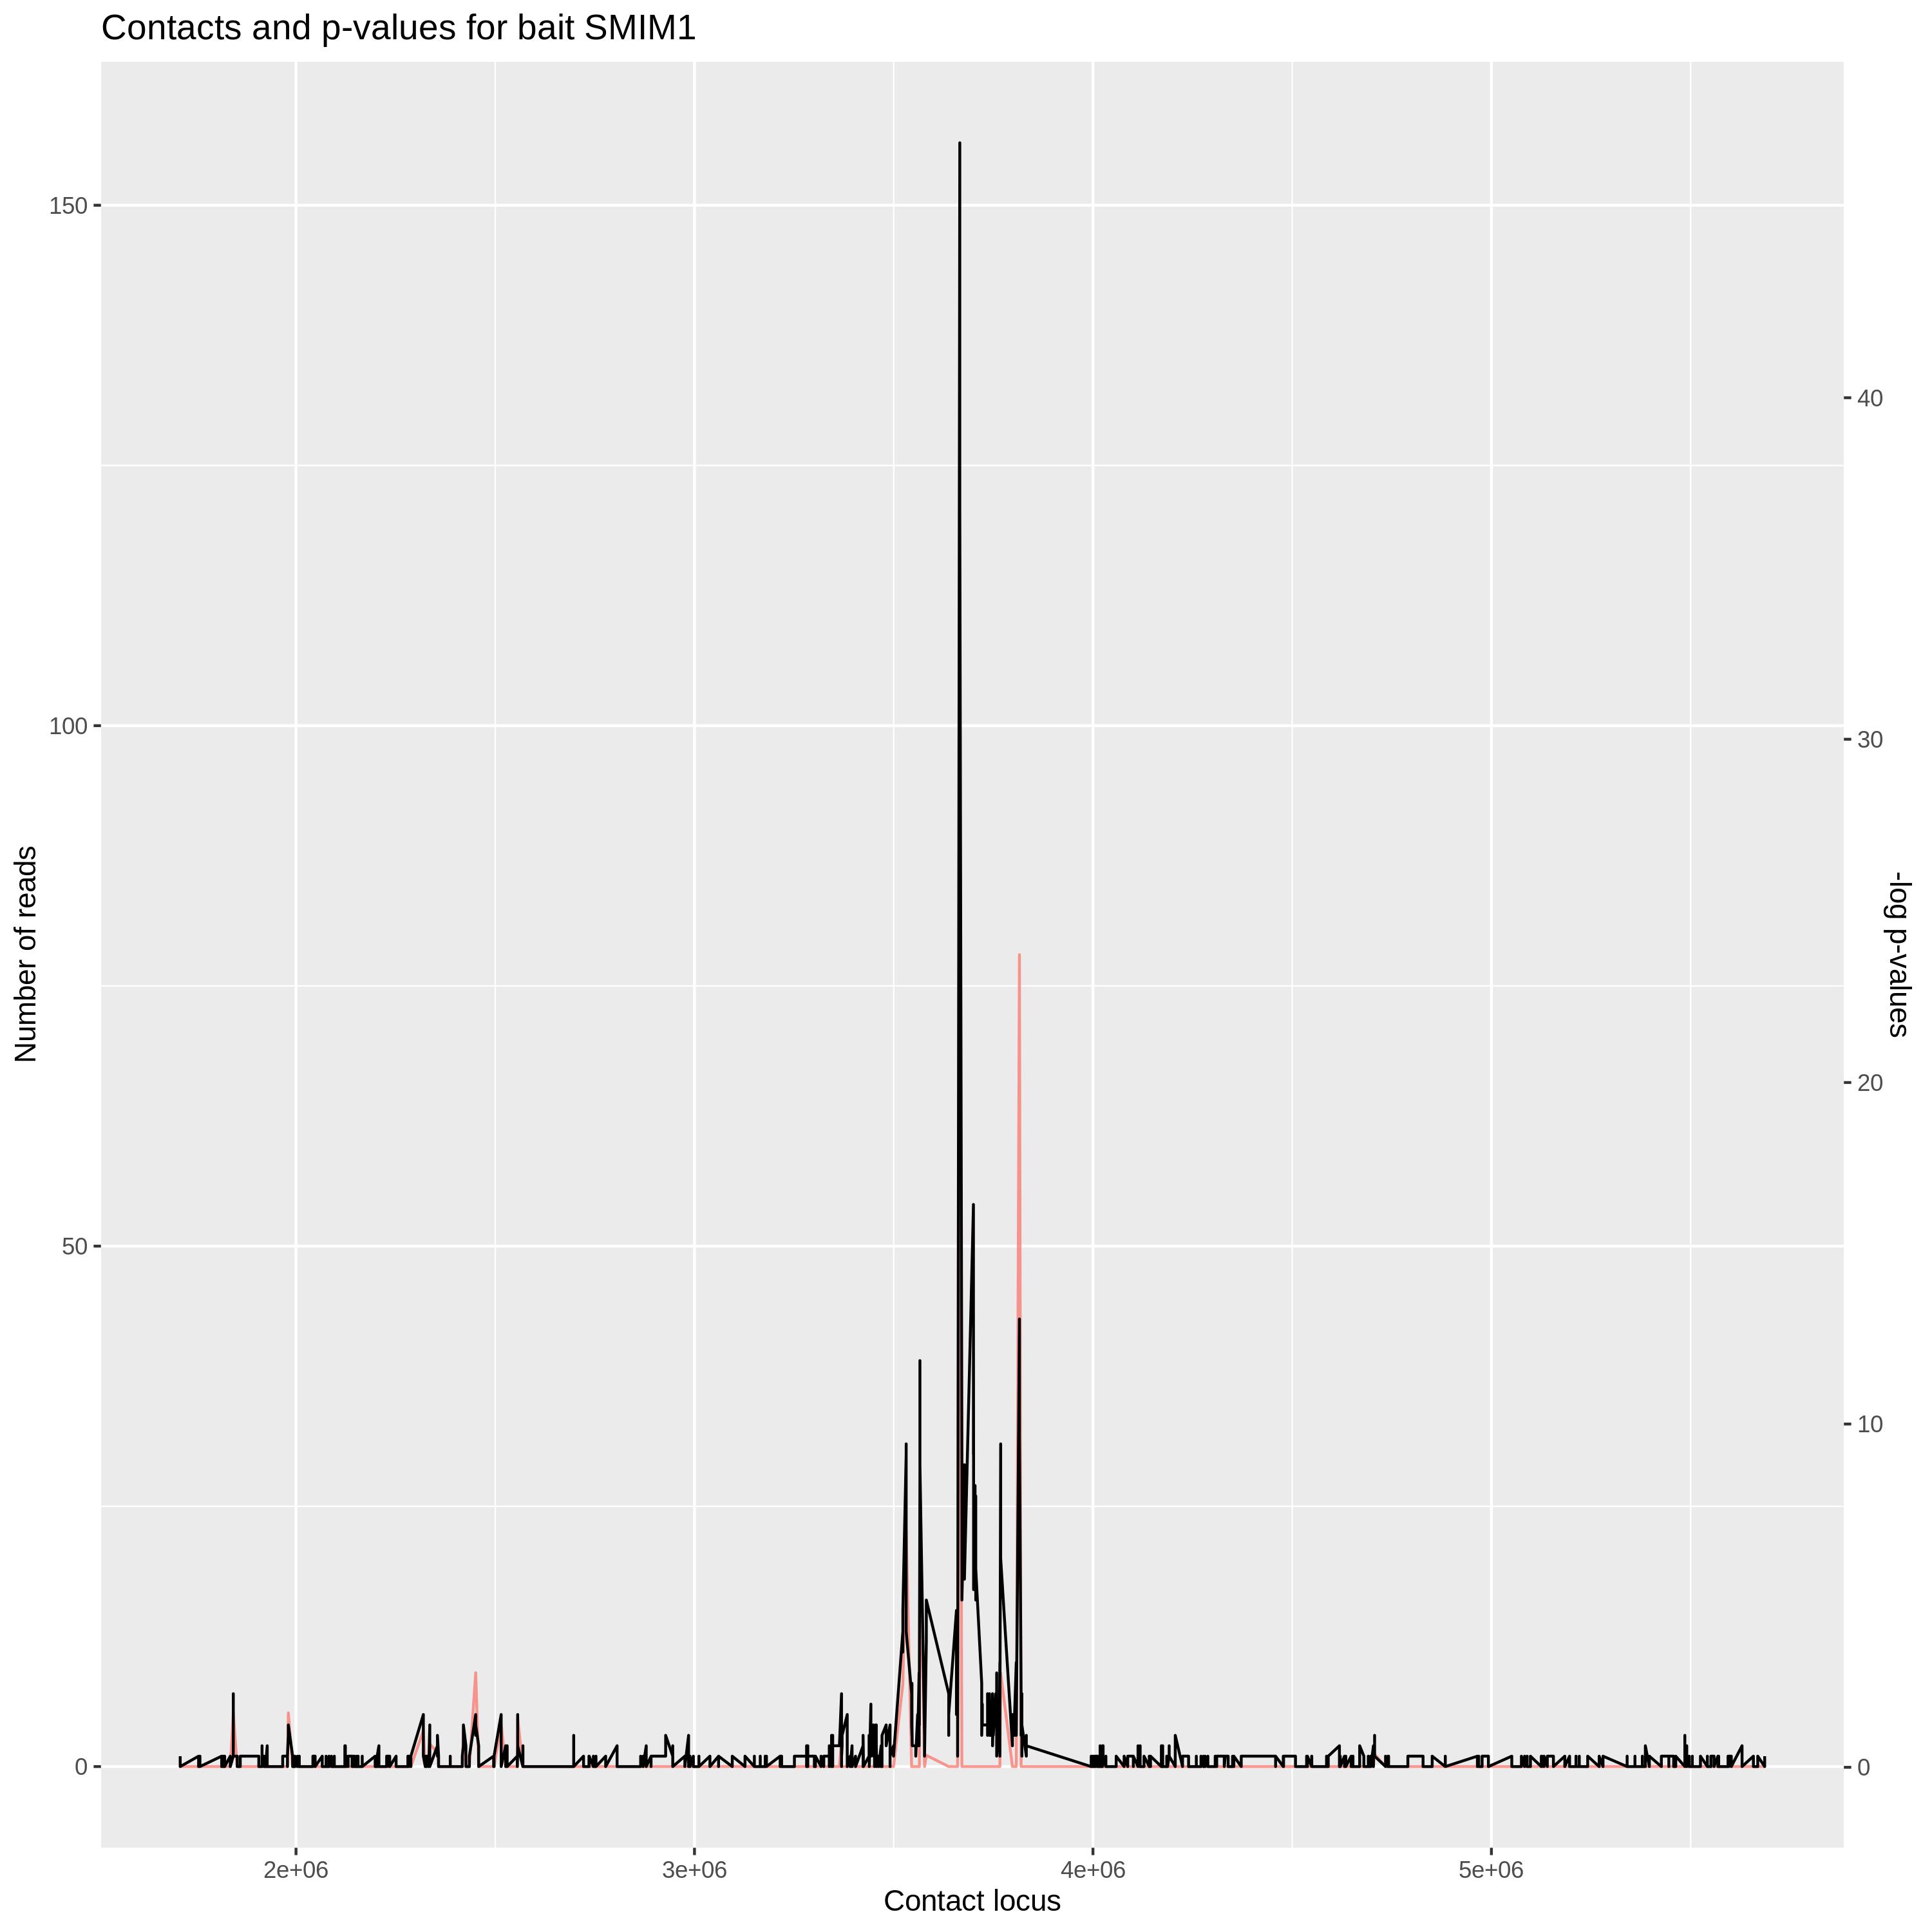 Contacts and p-values for bait SMIM1
150
100
50
0
Number of reads
40
30
20
10
0
-log p-values
2e+06
3e+06
4e+06
5e+06
Contact locus